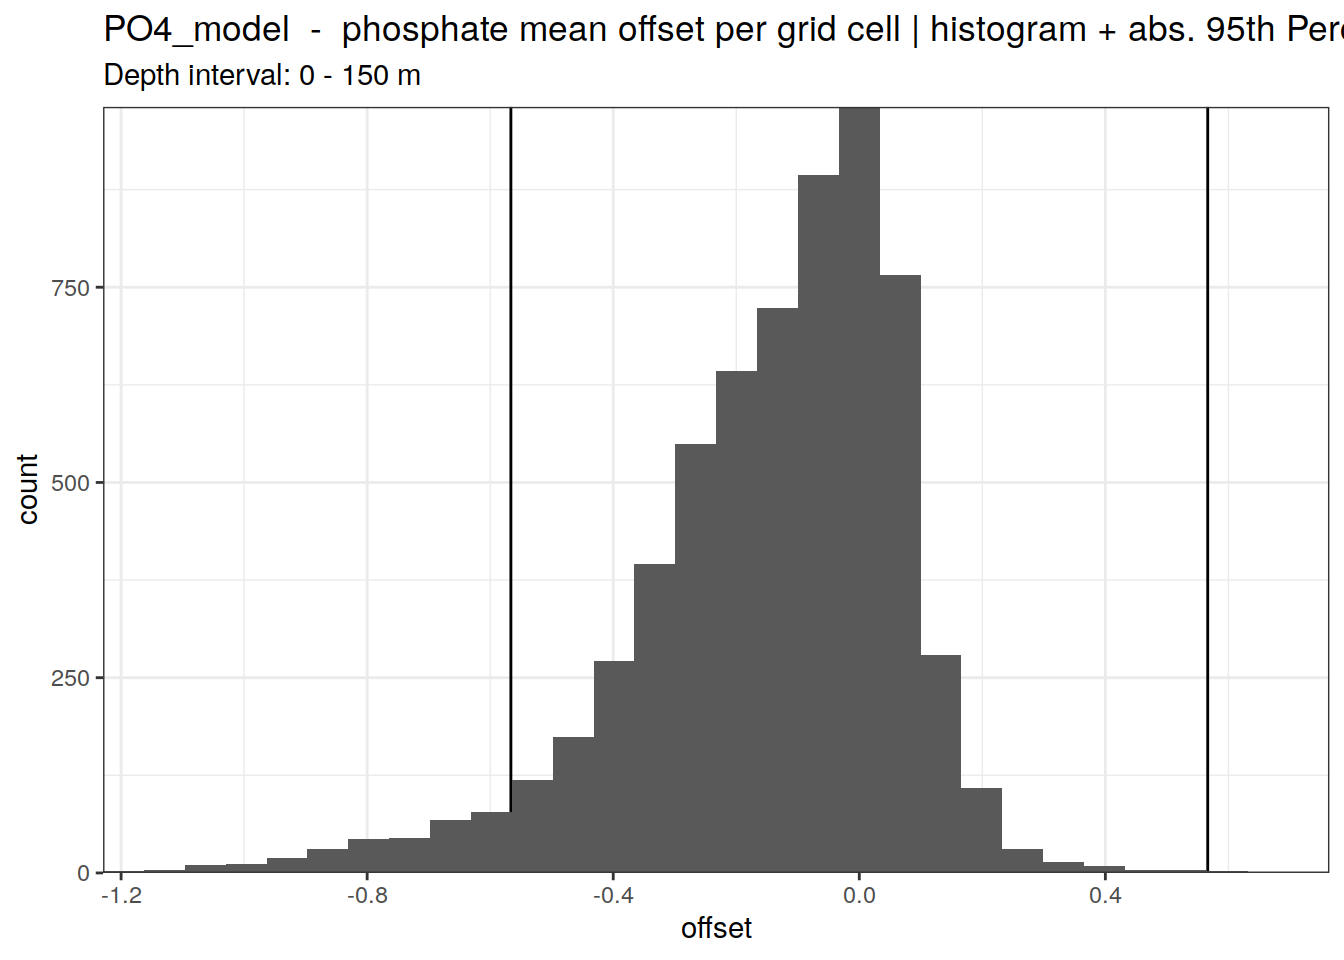 PO4_model - phosphate mean offset per grid cell | histogram + abs. 95th
Depth interval: 0 - 150 m
750
500
250
0
count
-1.2 -0.8 -0.4 0.0 0.4
offset